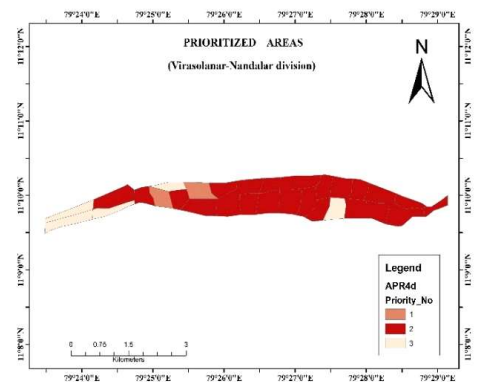 79°24'0"E 79°25'0"E 79°26'0"E 79°27'0"E 79°28'0"E 79°29'0"E
PRIORITIZED AREAS
(Virasolanar-Nandalar division)
N
11°12'0"N 11°12'0"N
11°11'0"N 11°11'0"N
11°10'0"N 11°10'0"N
11°9'0"N 11°9'0"N
11°8'0"N 11°8'0"N
Legend
APR4d
Priority_No
1
2
3
0 0.75 1.5 3
Kilometers
79°24'0"E 79°25'0"E 79°26'0"E 79°27'0"E 79°28'0"E 79°29'0"E